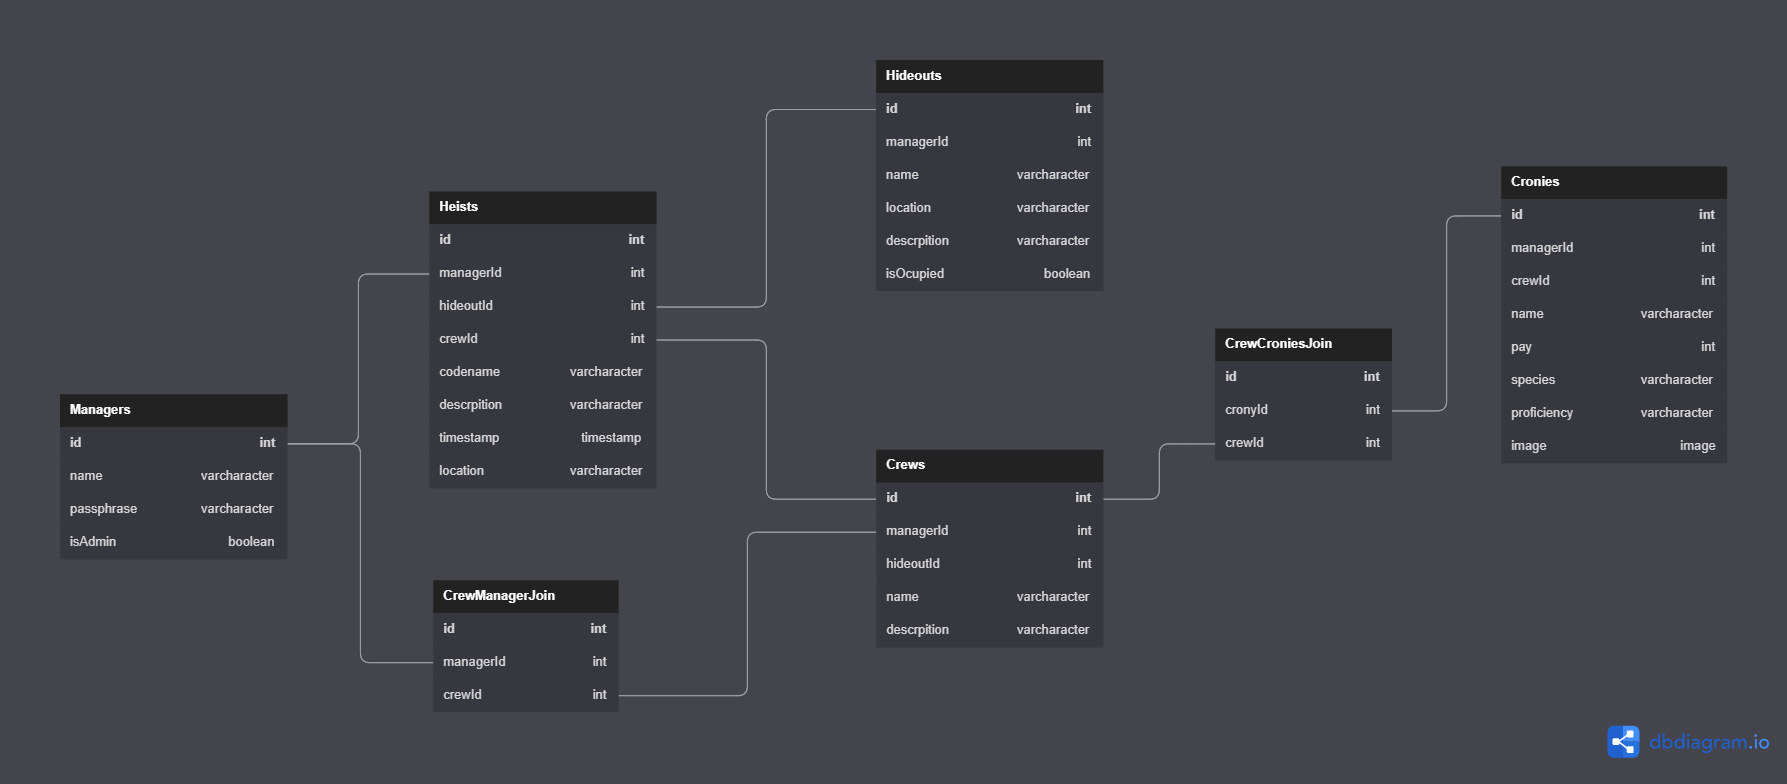 Hideouts
id int
managerId int
name varcharacter
location varcharacter
descrpition varcharacter
isOcupied boolean
Cronies
id int
managerId int
crewId int
name varcharacter
pay int
species varcharacter
proficiency varcharacter
image image
Heists
id int
managerId int
hideoutId int
crewId int
codename varcharacter
descrpition varcharacter
timestamp timestamp
location varcharacter
CrewCroniesJoin
id int
cronyId int
crewId int
Managers
id int
name varcharacter
passphrase varcharacter
isAdmin boolean
Crews
id int
managerId int
hideoutId int
name varcharacter
descrpition varcharacter
CrewManagerJoin
id int
managerId int
crewId int
dbdiagram.io